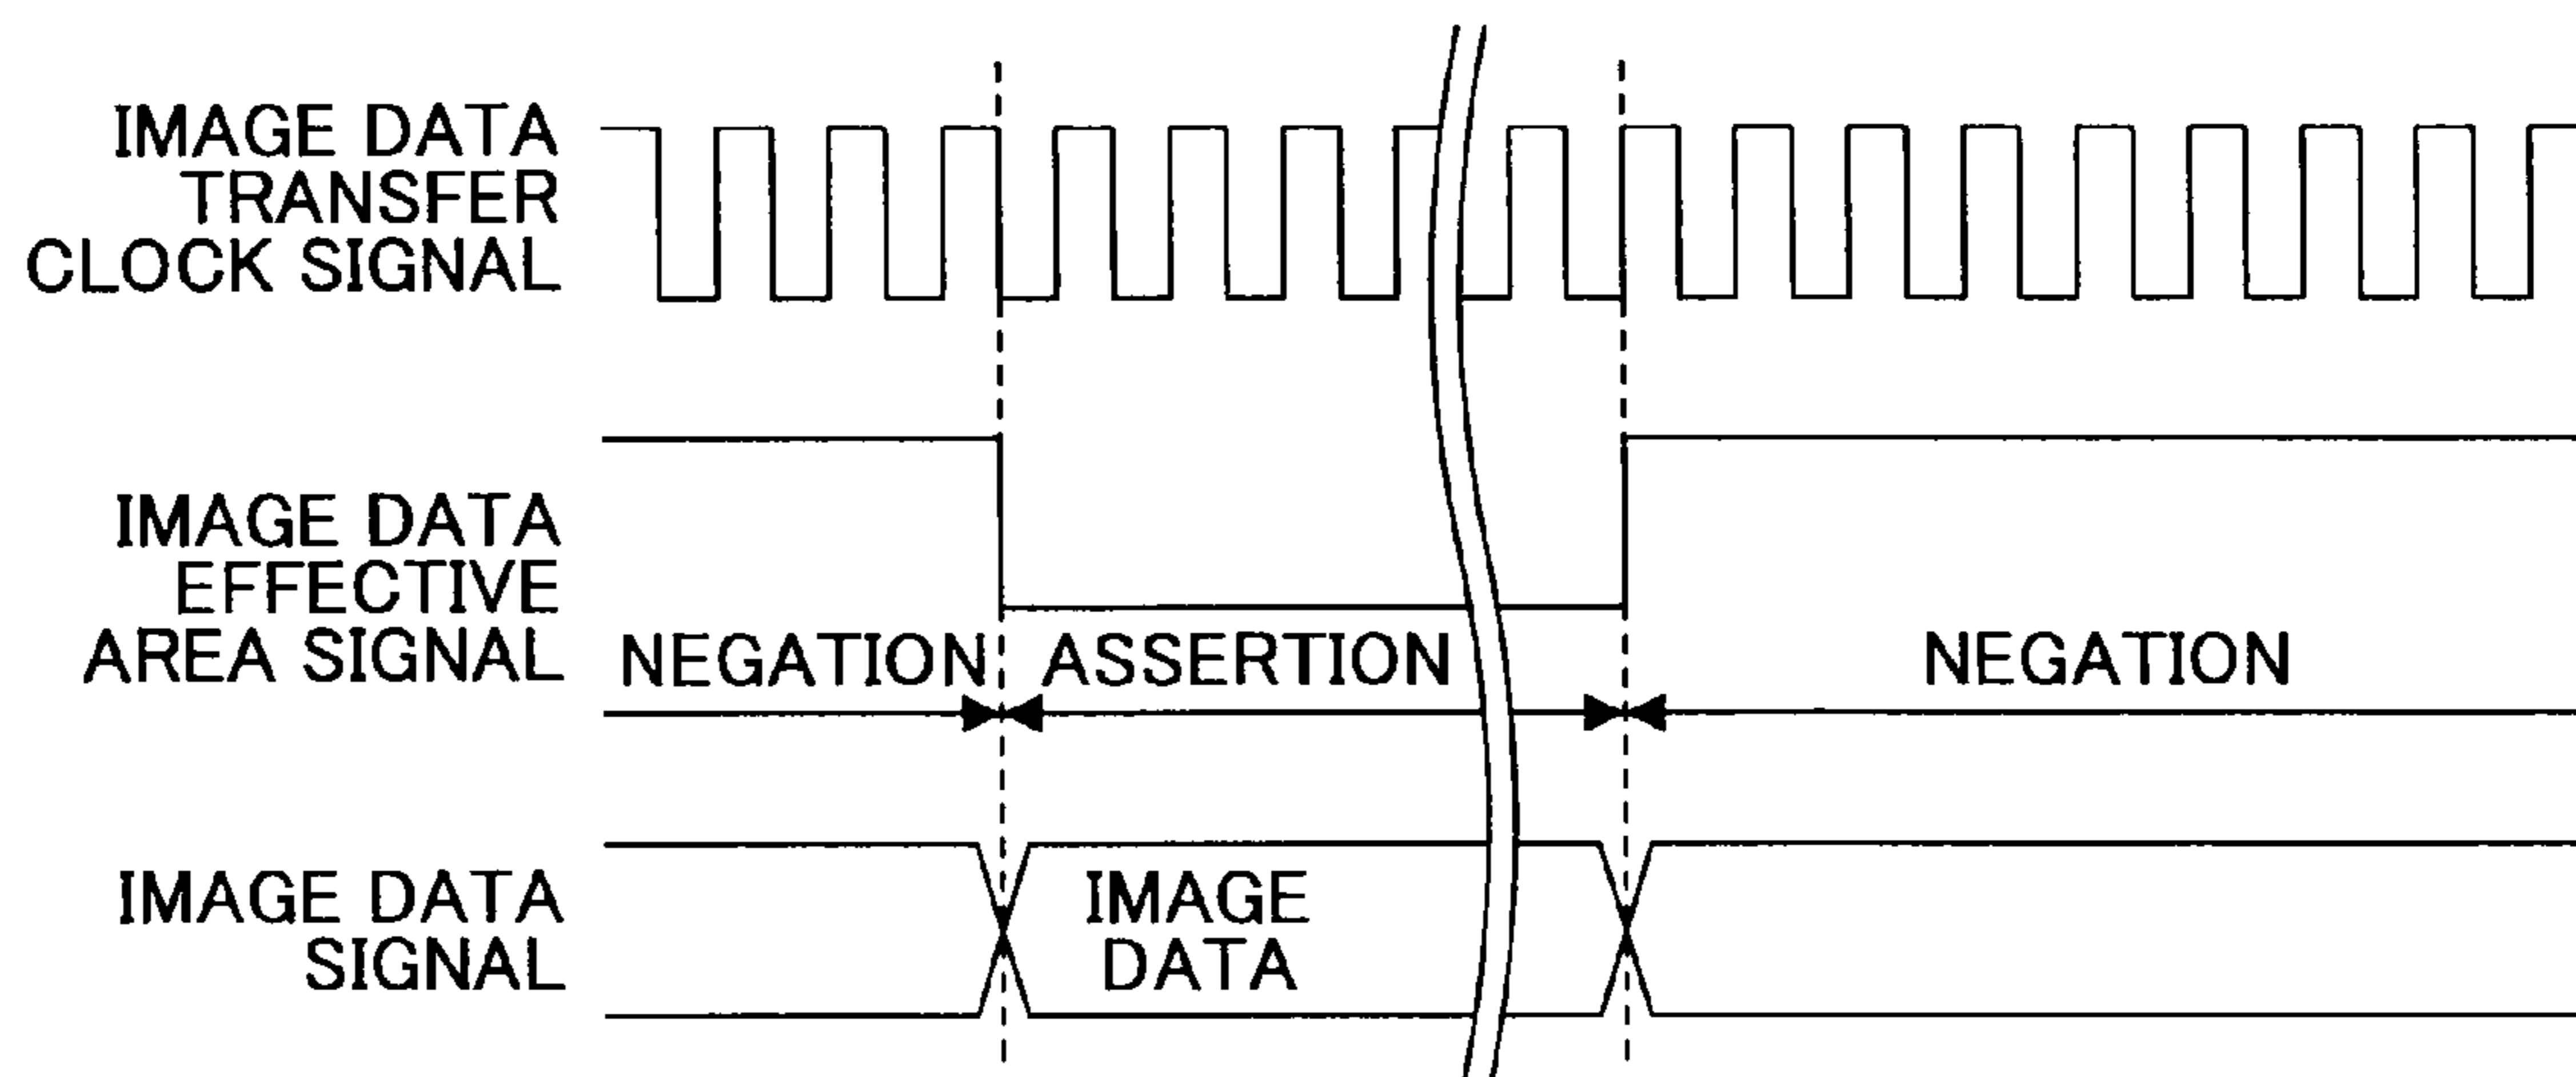 IMAGE DATA
TRANSFER
CLOCK SIGNAL
IMAGE DATA
EFFECTIVE
AREA SIGNAL
NEGATION
ASSERTION
NEGATION
IMAGE DATA
SIGNAL
IMAGE
DATA